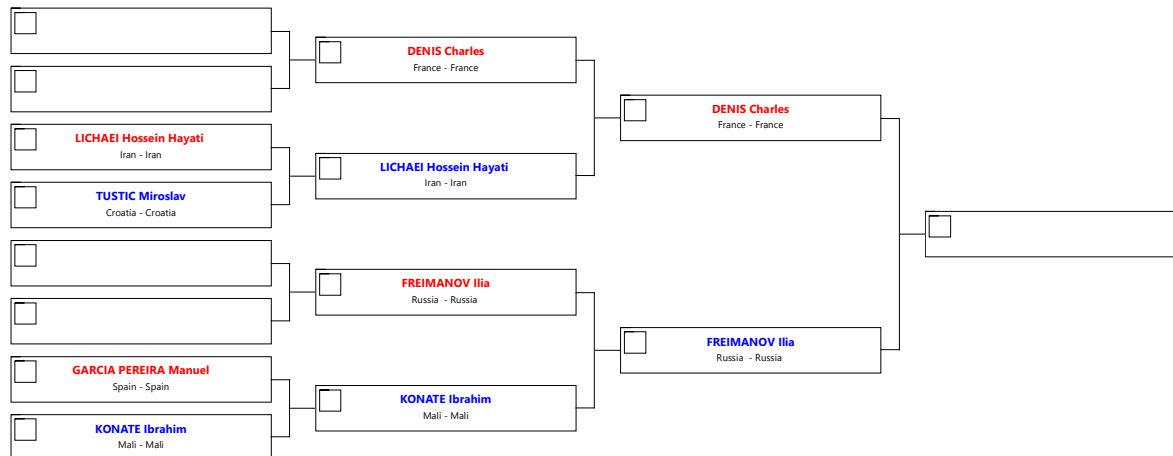 LICHAEI Hossein Hayati
Iran - Iran
TUSTIC Miroslav
Croatia - Croatia
GARCIA PEREIRA Manuel
Spain - Spain
KONATE Ibrahim
Mali - Mali
DENIS Charles
France - France
LICHAEI Hossein Hayati
Iran - Iran
FREIMANOV Ilia
Russia - Russia
KONATE Ibrahim
Mali - Mali
DENIS Charles
France - France
FREIMANOV Ilia
Russia - Russia